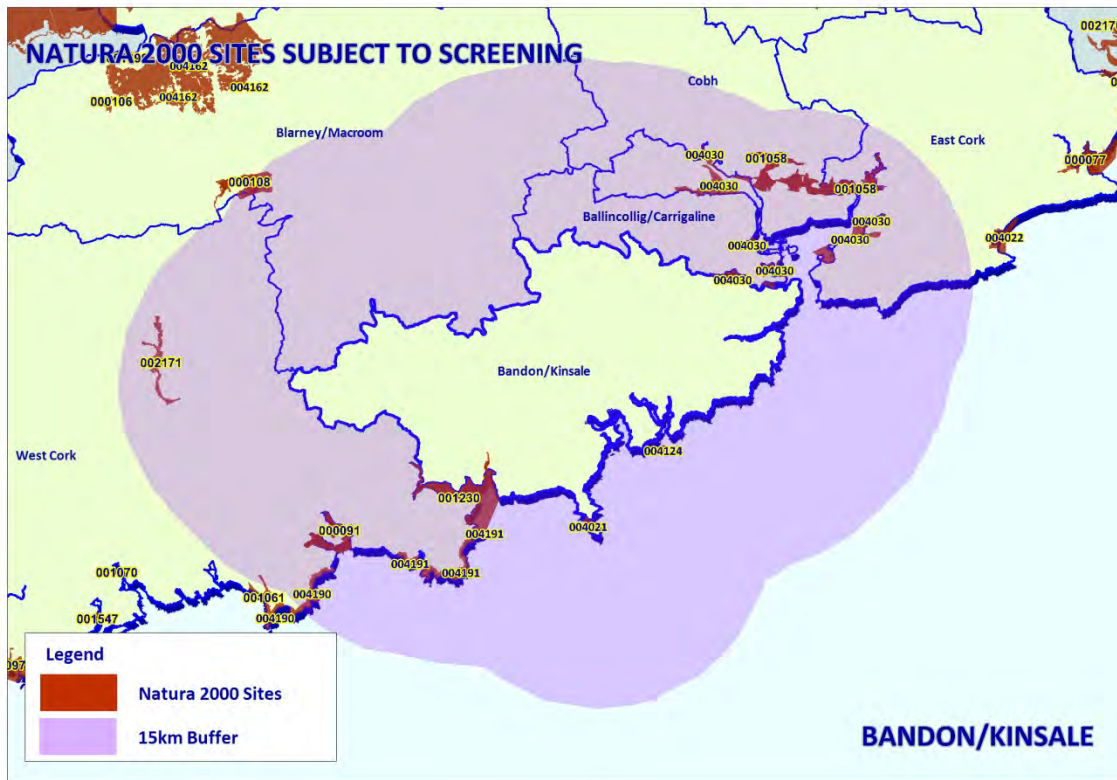 NATURA 2000 SITES SUBJECT TO SCREENING
004162
004162
000106
004162
Cobh
Blarney/Macroom
East Cork
000077
004030
001058
000108
004030
001058
Ballincollig/Carrigaline
004030
004030
004022
004030
004030
004030
002171
Bandon/Kinsale
West Cork
004124
001230
004021
000091
004191
004191
004191
001070
001061
004190
001547
004190
Legend
Natura 2000 Sites
15km Buffer
BANDON/KINSALE